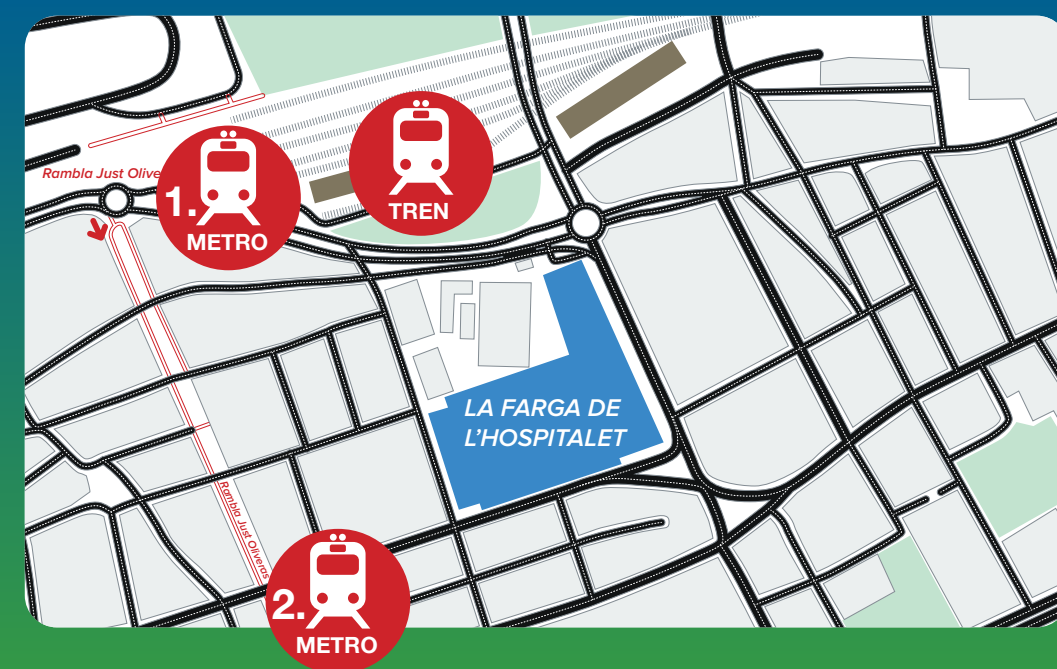 Rambla Just Olive
1.
METRO
TREN
LA FARGA DE
L'HOSPITALET
Rambla Just Oliveras
2.
METRO